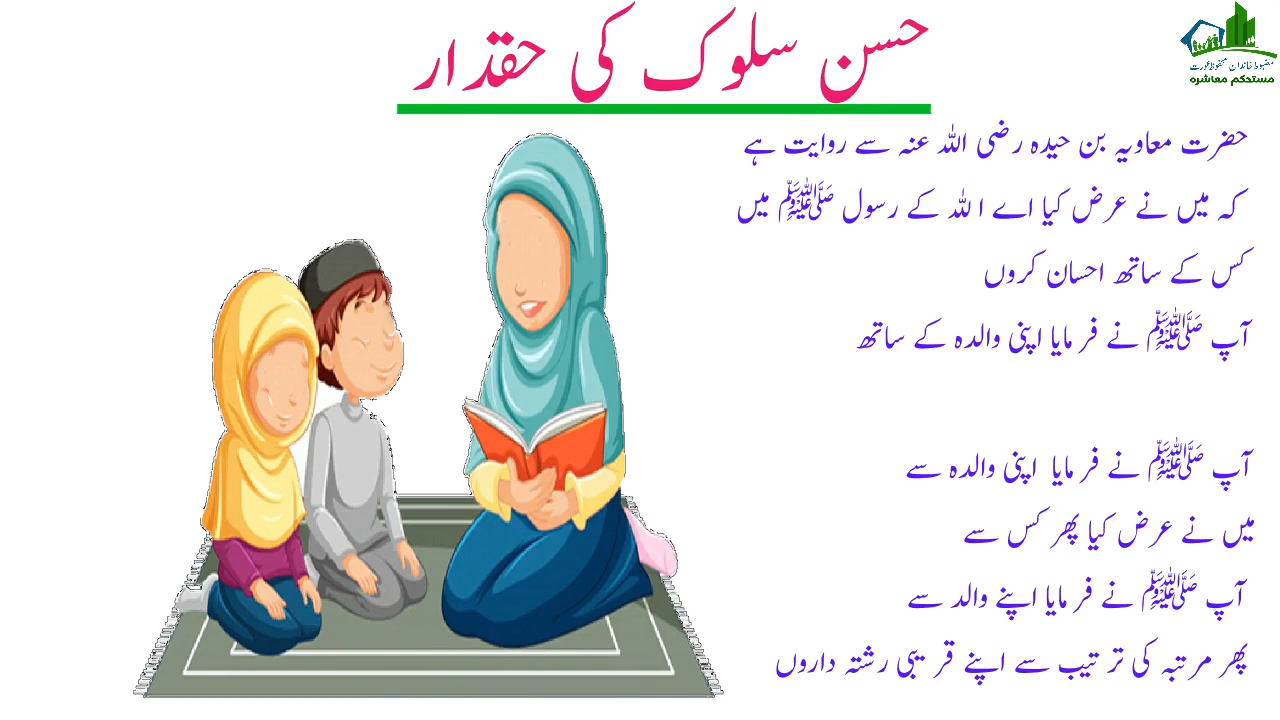 حسن سلوک کی حقدار
مضبوط خاندان محفوظ عورت
مستحکم معاشرہ
حضرت معاویہ بن حیدہ رضی اللہ عنہ سے روایت ہے
کہ میں نے عرض کیا اے اللہ کے رسول ﷺ میں
کس کے ساتھ احسان کروں
آپ ﷺ نے فرمایا اپنی والدہ کے ساتھ
آپ ﷺ نے فرمایا اپنی والدہ سے
میں نے عرض کیا پھر کس سے
آپ ﷺ نے فرمایا اپنے والد سے
پھر مرتبہ کی ترتیب سے اپنے قریبی رشتہ داروں